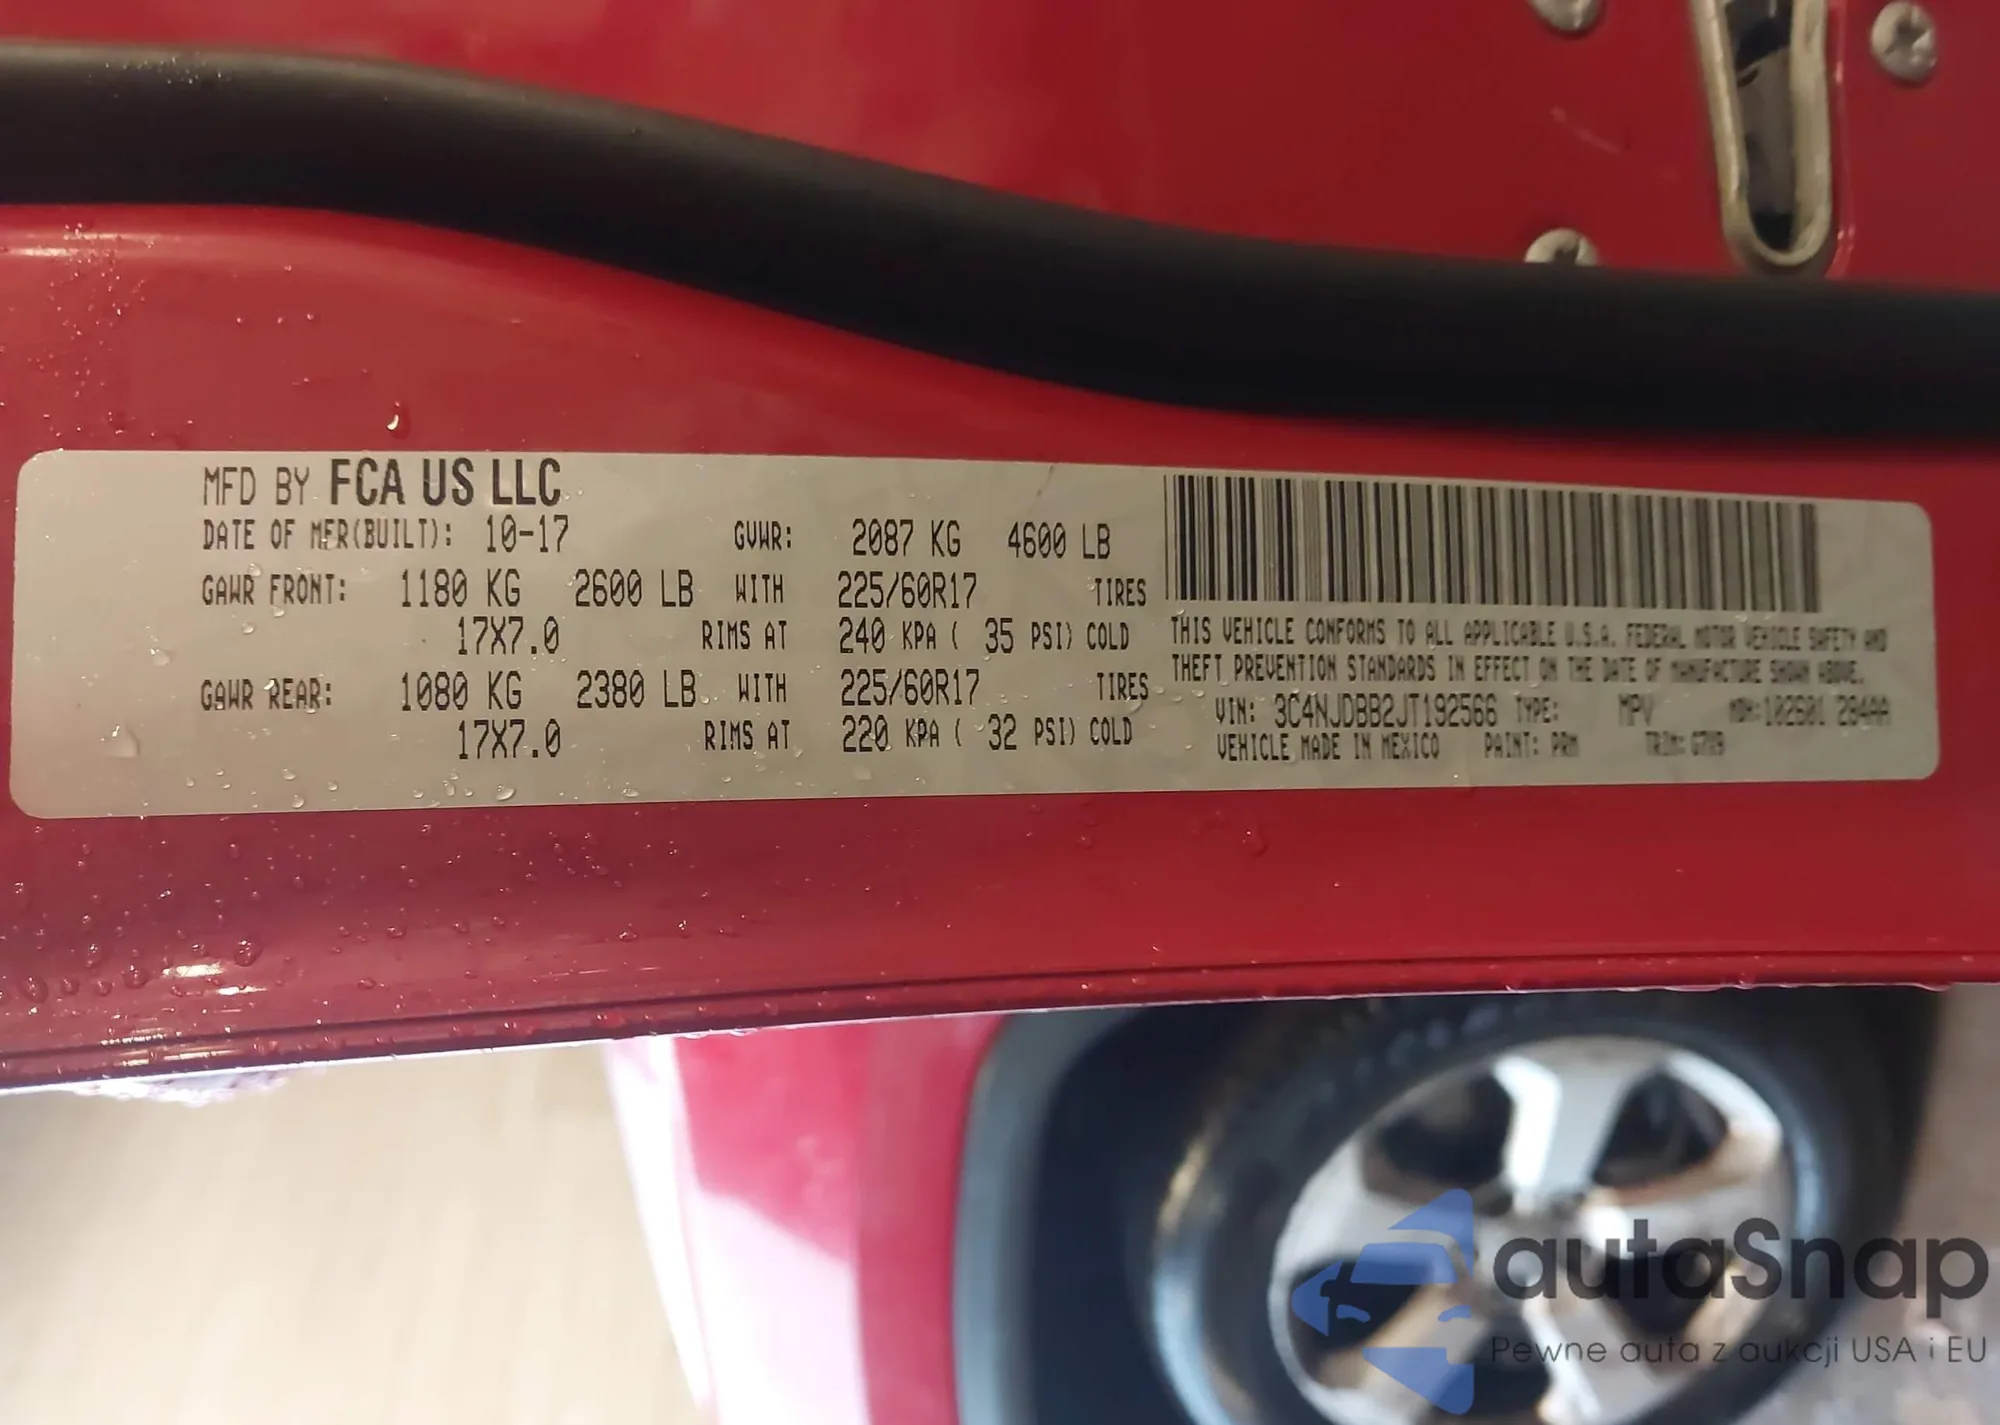 MFD BY FCA US LLC
DATE OF MFR(BUILT): 10-17 GVWR: 2087 KG 4600 LB
GAWR FRONT: 1180 KG 2600 LB WITH 225/60R17 TIRES
17X7.0 RIMS AT 240 KPA ( 35 PSI) COLD
GAWR REAR: 1080 KG 2380 LB WITH 225/60R17 TIRES
17X7.0 RIMS AT 220 KPA ( 32 PSI) COLD
THIS VEHICLE CONFORMS TO ALL APPLICABLE U.S.A. FEDERAL MOTOR VEHICLE SAFETY AND
THEFT PREVENTION STANDARDS IN EFFECT ON THE DATE OF MANUFACTURE SHOWN ABOVE.
VIN: 3C4NJDBB2JT192566 TYPE: MPV MDH: 102601 284AA
VEHICLE MADE IN MEXICO PAINT: PRM TRIM:
autaSnap
Pewne auta z aukcji USA i EU